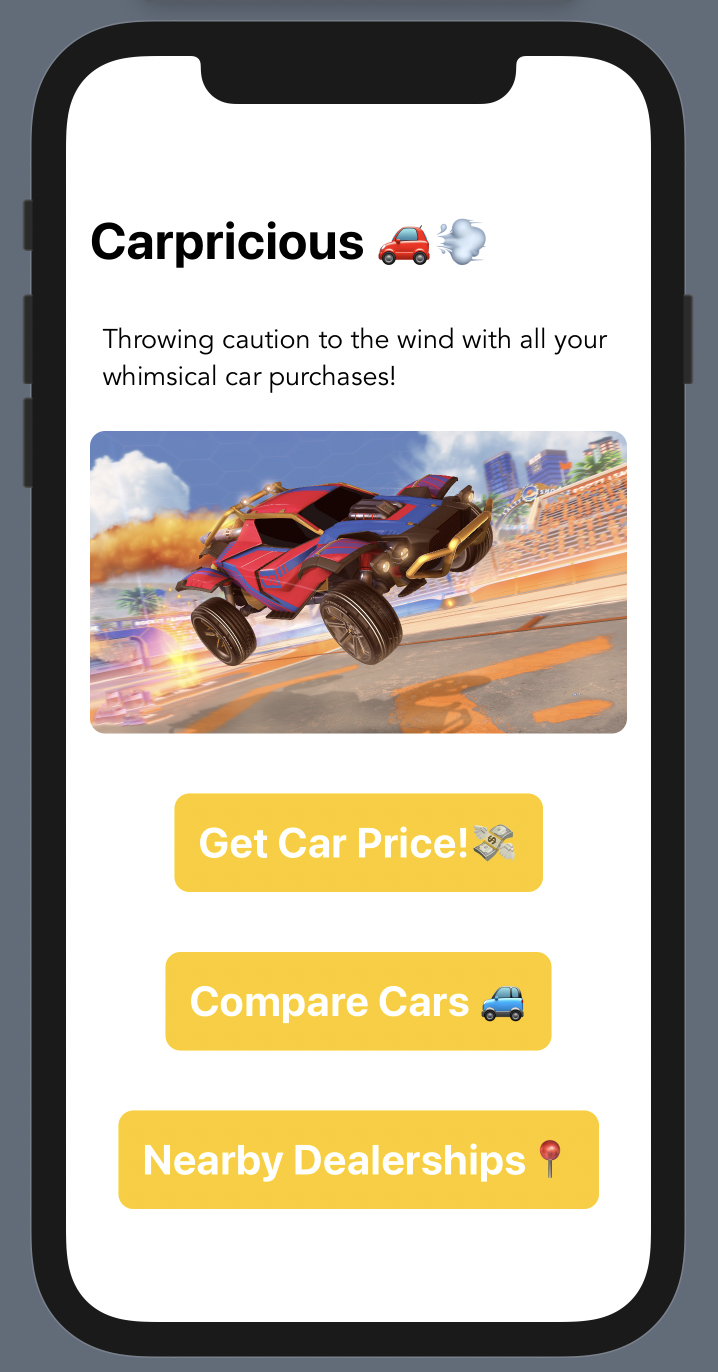 Carpricious 🚗💨
Throwing caution to the wind with all your
whimsical car purchases!
Get Car Price!💸
Compare Cars 🚙
Nearby Dealerships📍